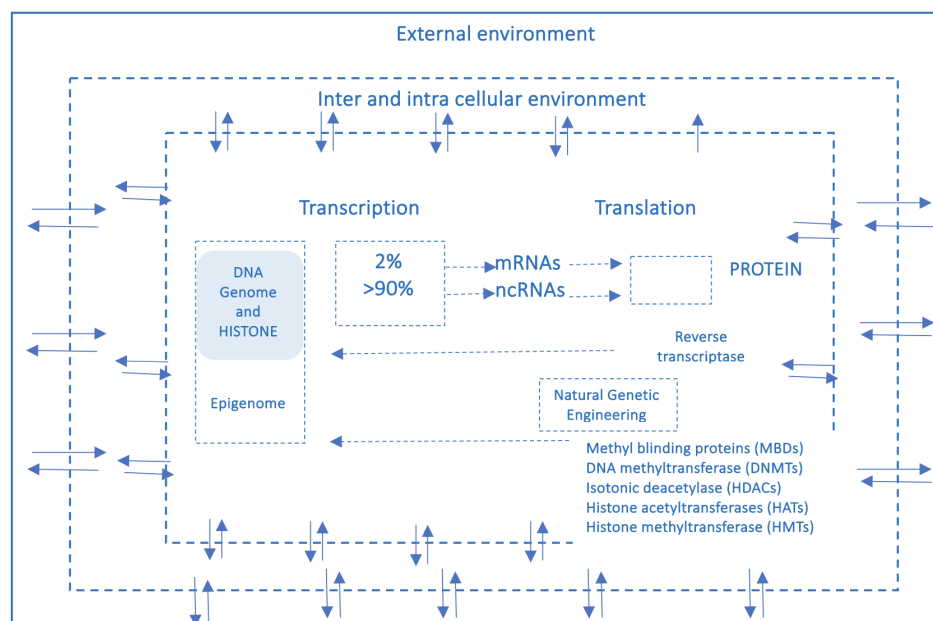 External environment
Inter and intra cellular environment
Transcription
Translation
DNA
Genome
and
HISTONE
Epigenome
2%
>90%
mRNAs
ncRNAs
PROTEIN
Reverse
transcriptase
Natural Genetic
Engineering
Methyl blinding proteins (MBDs)
DNA methyltransferase (DNMTs)
Isotonic deacetylase (HDACs)
Histone acetyltransferases (HATs)
Histone methyltransferase (HMTs)